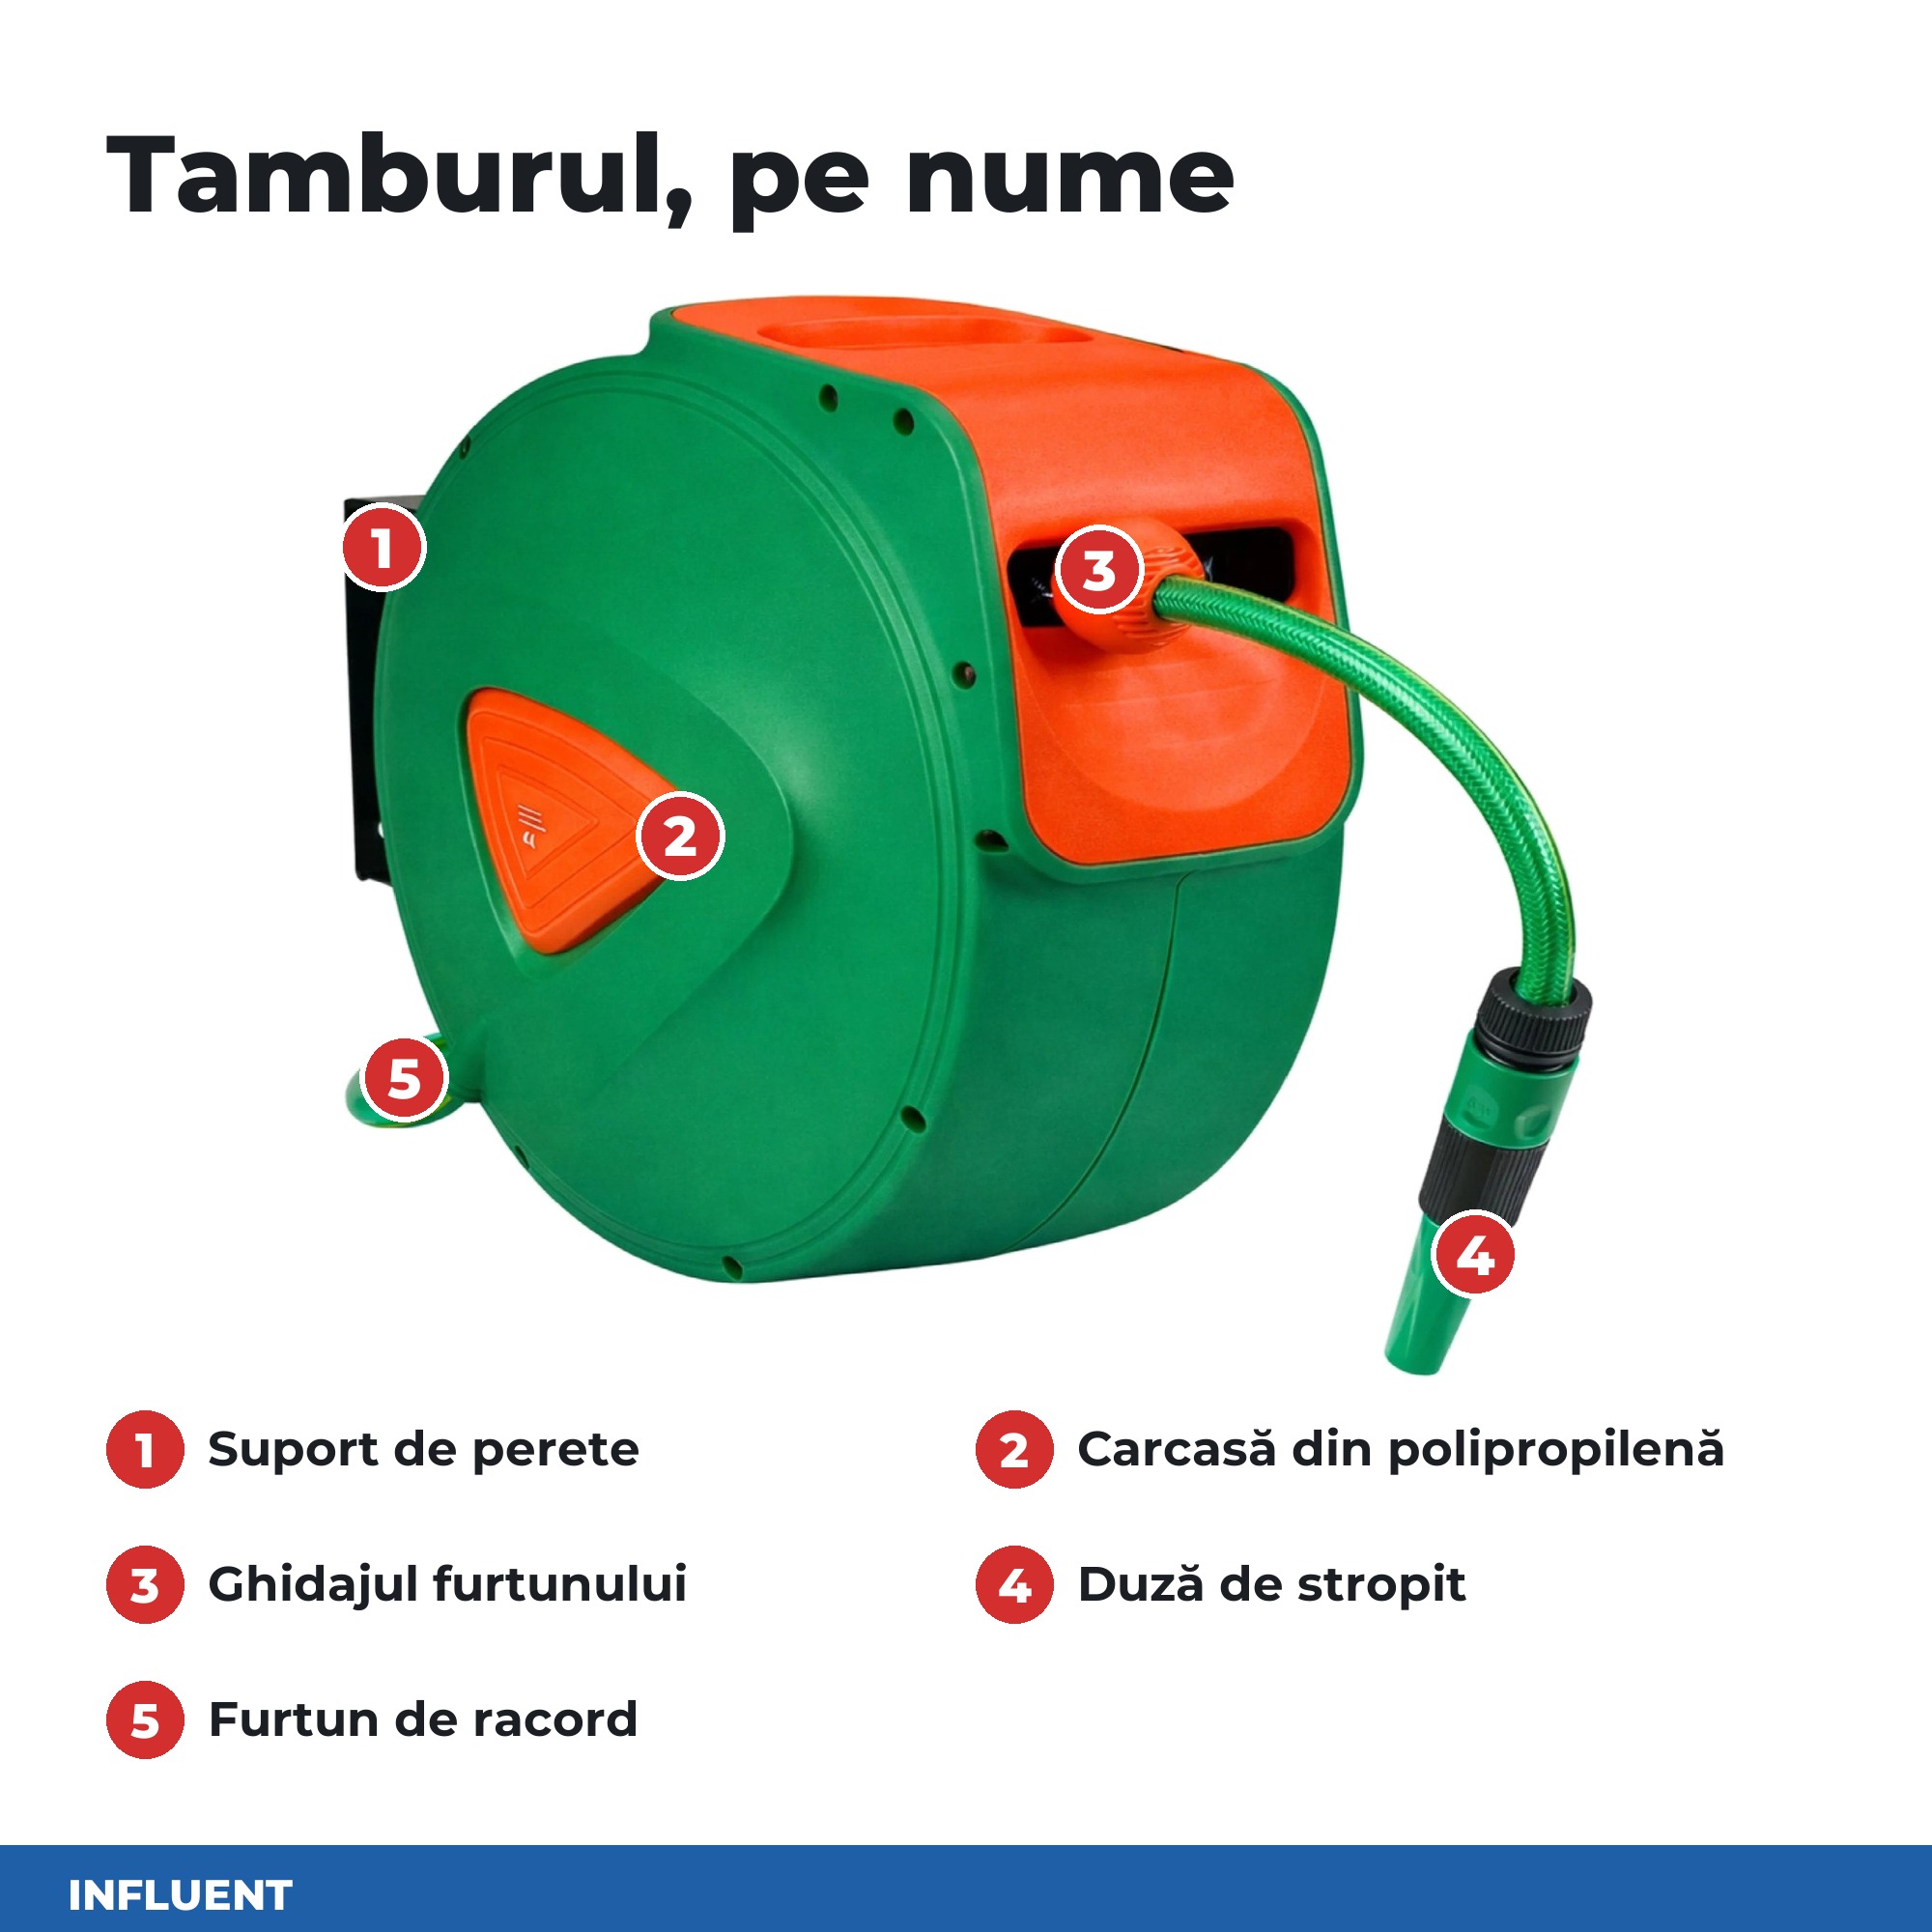 Tamburul, pe nume
1
3
2
5
4
1 Suport de perete
2 Carcasă din polipropilenă
3 Ghidajul furtunului
4 Duză de stropit
5 Furtun de racord
INFLUENT